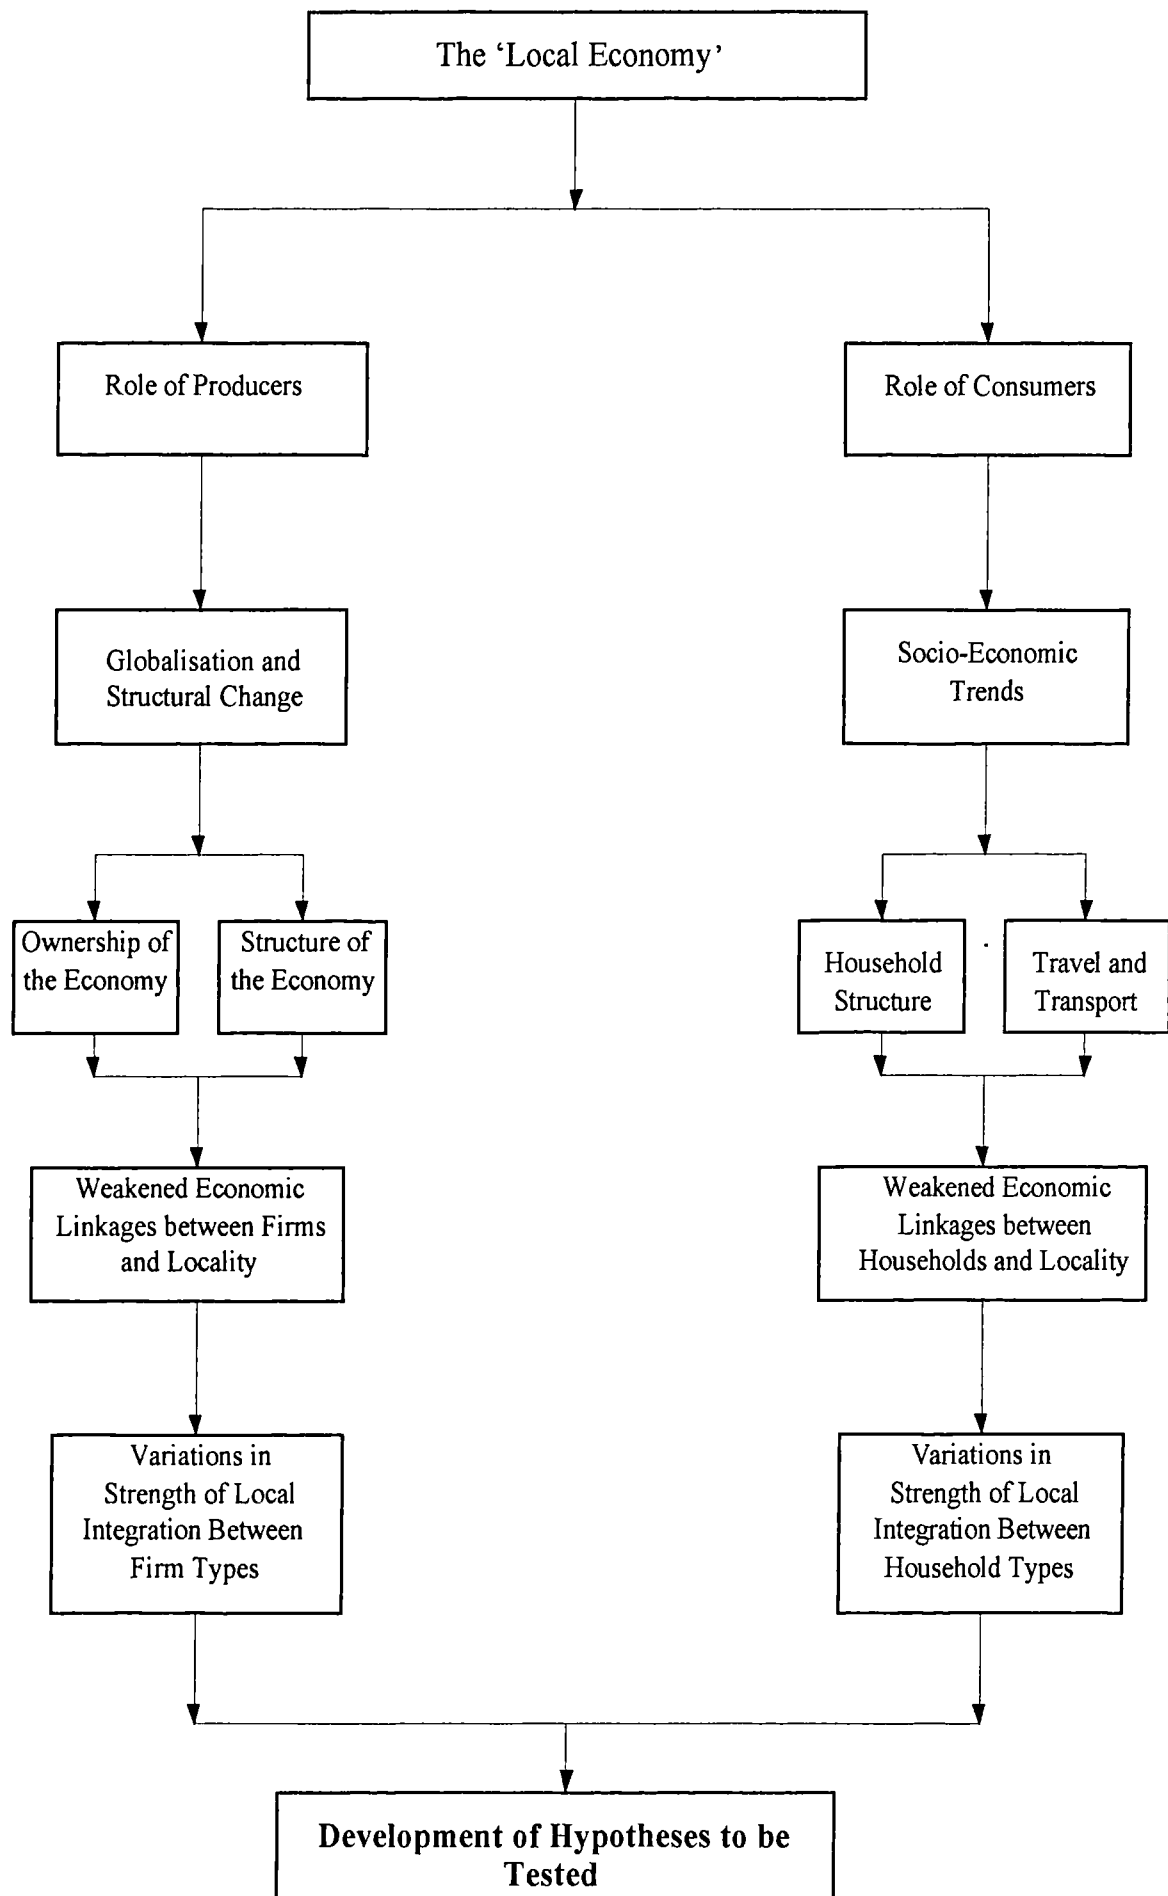 The ‘Local Economy’
Role of Producers
Role of Consumers
Globalisation and
Structural Change
Socio-Economic
Trends
Ownership of
the Economy
Structure of
the Economy
Household
Structure
Travel and
Transport
Weakened Economic
Linkages between Firms
and Locality
Weakened Economic
Linkages between
Households and Locality
Variations in
Strength of Local
Integration Between
Firm Types
Variations in
Strength of Local
Integration Between
Household Types
Development of Hypotheses to be
Tested